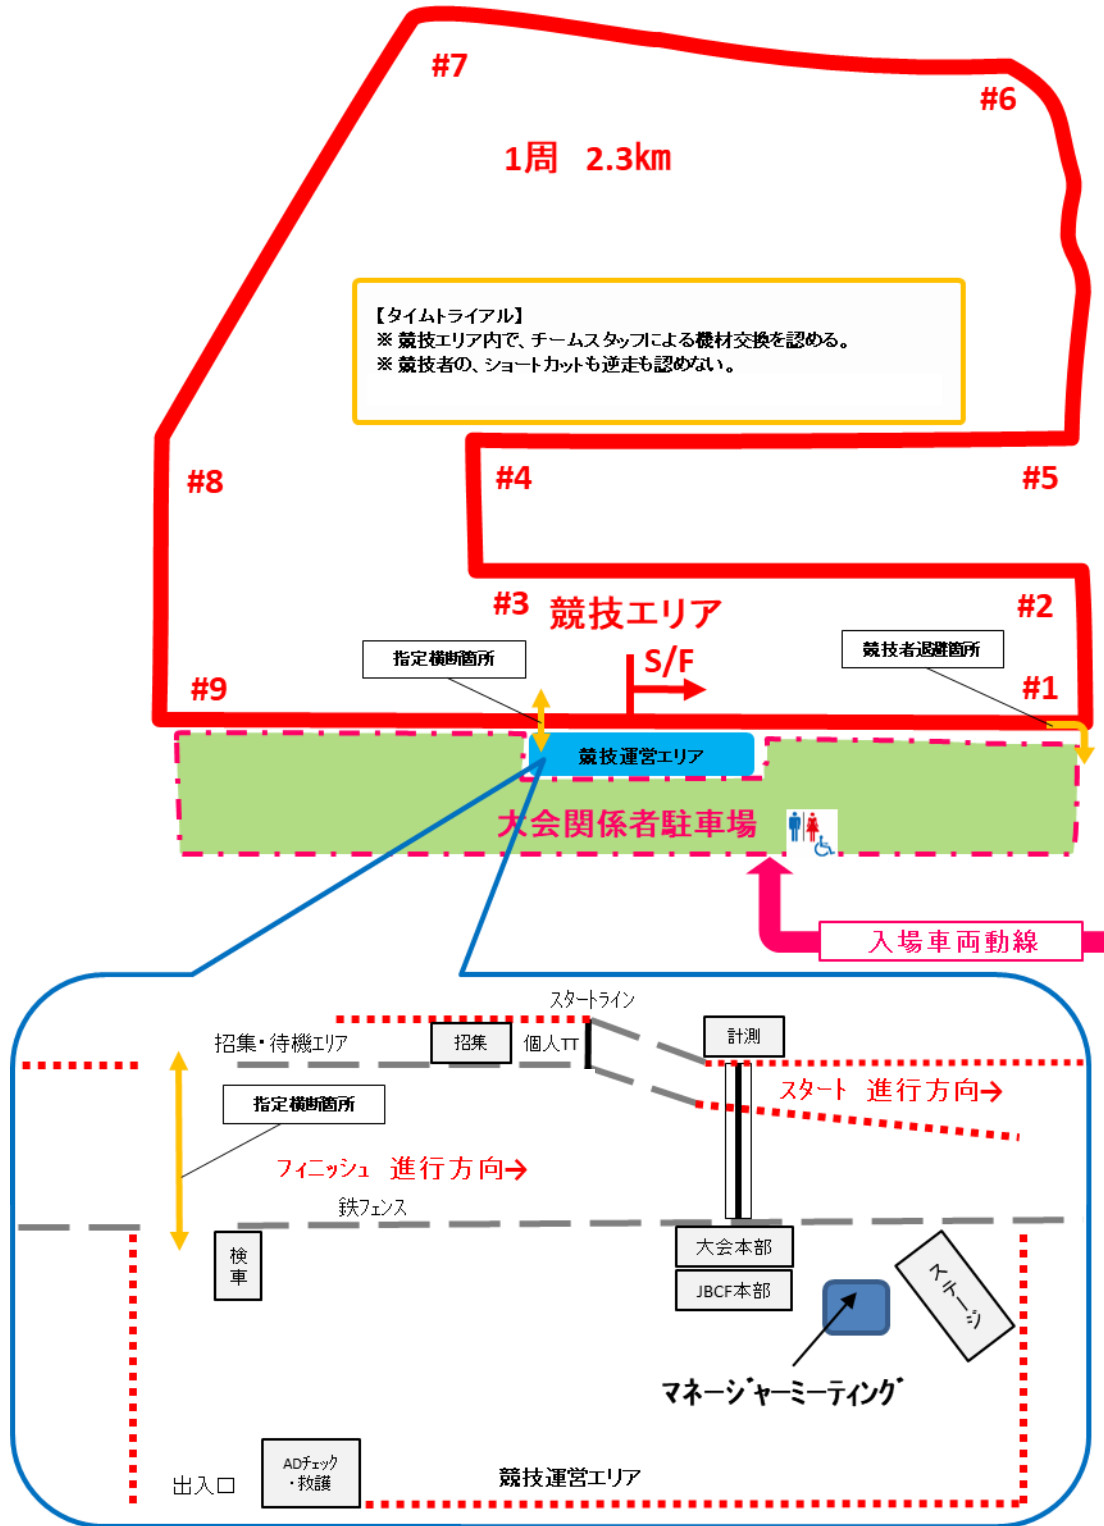 #7
#6
1周 2.3㎞
【タイムトライアル】
※ 競技エリア内で、チームスタッフによる機材交換を認める。
※ 競技者の、ショートカットも逆走も認めない。
#8
#4
#5
#3
競技エリア
#2
指定横断箇所
S/F
競技者退避箇所
#9
#1
競技運営エリア
大会関係者駐車場
入場車両動線
スタートライン
招集・待機エリア
招集
個人TT
計測
スタート 進行方向→
指定横断箇所
フィニッシュ 進行方向→
鉄フェンス
検車
大会本部
JBCF本部
ステージ
マネージャーミーティング
ADチェック
・救護
出入口
競技運営エリア